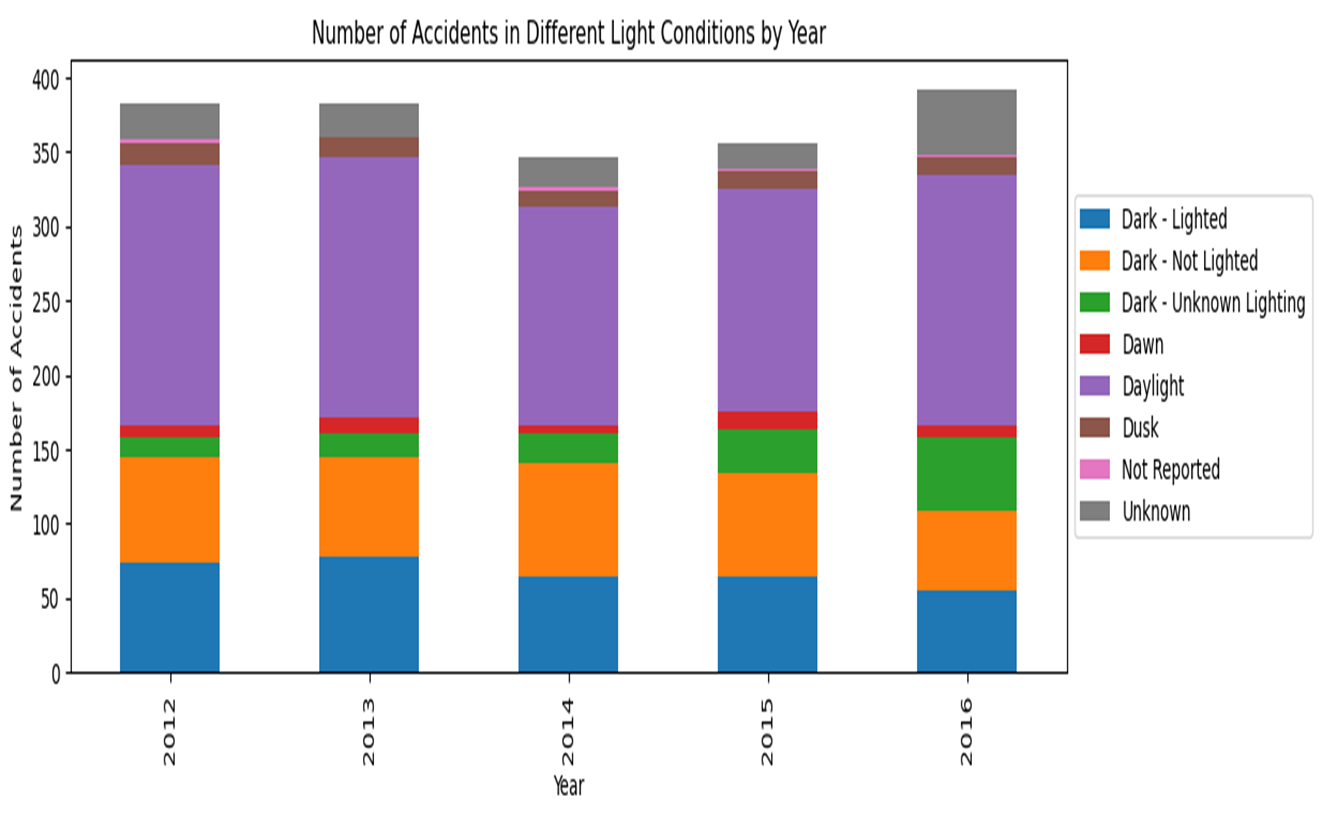 Number of Accidents in Different Light Conditions by Year
Number of Accidents
400
350
300
250
200
150
100
50
0
2012
2013
2014
2015
2016
Year
Dark - Lighted
Dark - Not Lighted
Dark - Unknown Lighting
Dawn
Daylight
Dusk
Not Reported
Unknown